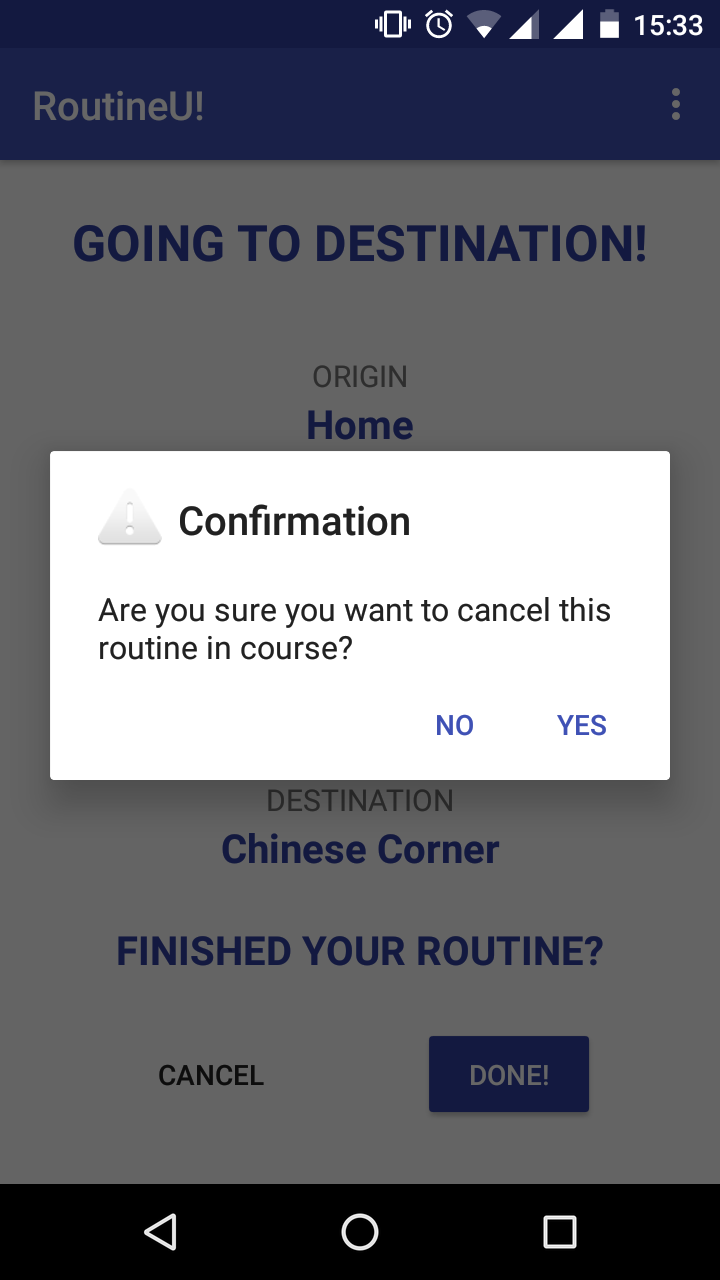 15:33
RoutineU!
GOING TO DESTINATION!
ORIGIN
Home
Confirmation
Are you sure you want to cancel this
routine in course?
NO YES
DESTINATION
Chinese Corner
FINISHED YOUR ROUTINE?
CANCEL DONE!